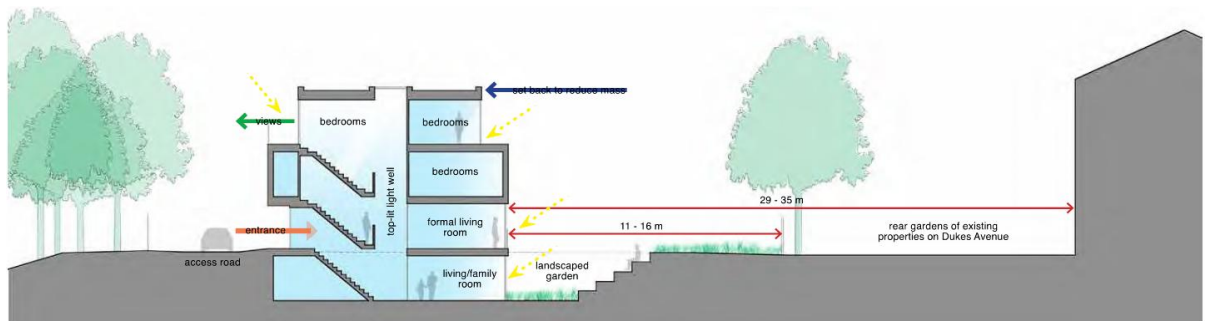 set back to reduce mass
views
bedrooms
bedrooms
bedrooms
top-lit light well
29 - 35 m
entrance
formal living
room
11 - 16 m
rear gardens of existing
properties on Dukes Avenue
access road
living/family
room
landscaped
garden